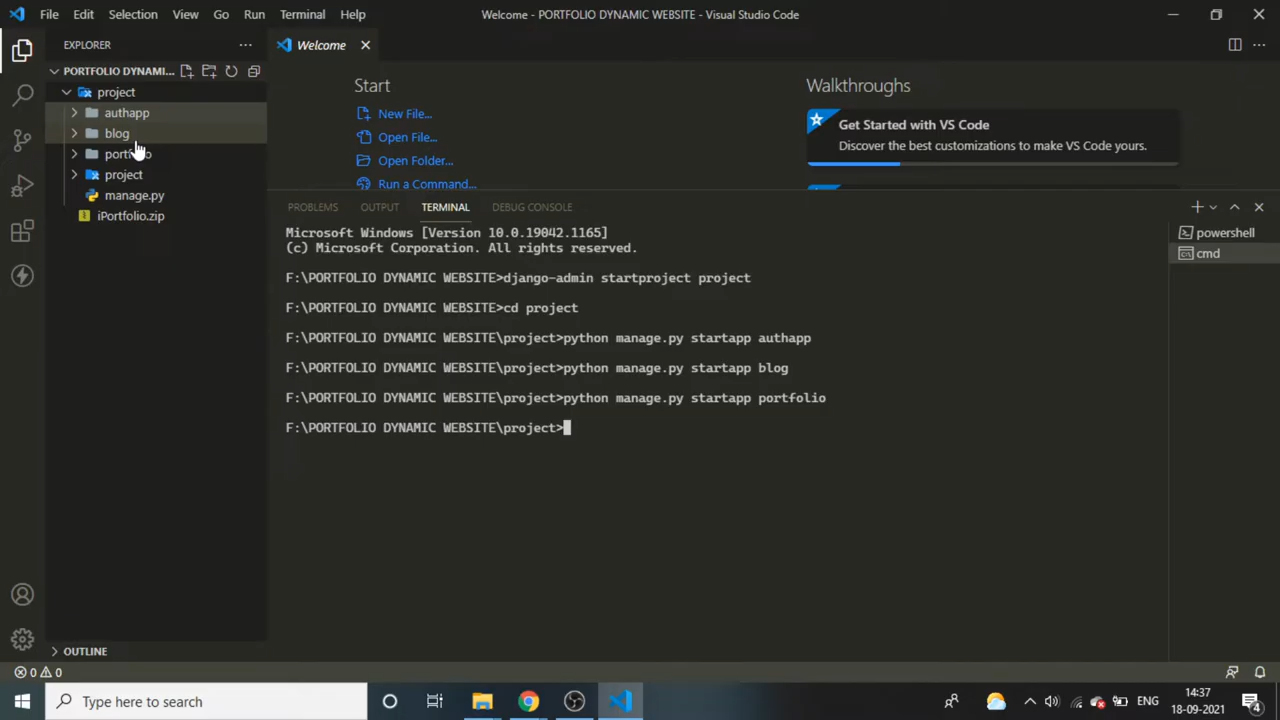 File Edit Selection View Go Run Terminal Help
Welcome - PORTFOLIO DYNAMIC WEBSITE - Visual Studio Code
EXPLORER
PORTFOLIO DYNAMI...
project
authapp
blog
portfolio
project
manage.py
iPortfolio.zip
OUTLINE
Welcome
Start
New File...
Open File...
Open Folder...
Run a Command...
Walkthroughs
Get Started with VS Code
Discover the best customizations to make VS Code yours.
PROBLEMS OUTPUT TERMINAL DEBUG CONSOLE
Microsoft Windows [Version 10.0.19042.1165]
(c) Microsoft Corporation. All rights reserved.
F:\PORTFOLIO DYNAMIC WEBSITE>django-admin startproject project
F:\PORTFOLIO DYNAMIC WEBSITE>cd project
F:\PORTFOLIO DYNAMIC WEBSITE\project>python manage.py startapp authapp
F:\PORTFOLIO DYNAMIC WEBSITE\project>python manage.py startapp blog
F:\PORTFOLIO DYNAMIC WEBSITE\project>python manage.py startapp portfolio
F:\PORTFOLIO DYNAMIC WEBSITE\project>
powershell
cmd
0 0
Type here to search
ENG
14:37
18-09-2021
4